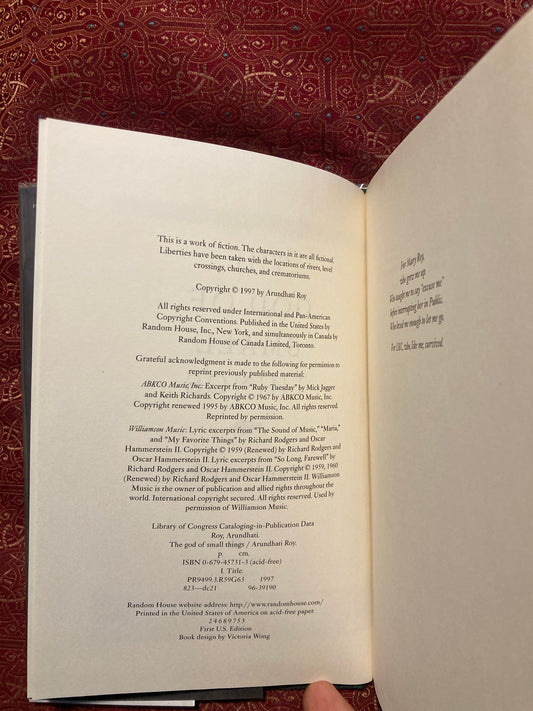 This is a work of fiction. The characters in it are all fictional.
Liberties have been taken with the locations of rivers, level
crossings, churches, and crematoriums.
Copyright © 1997 by Arundhati Roy
All rights reserved under International and Pan-American
Copyright Conventions. Published in the United States by
Random House, Inc., New York, and simultaneously in Canada by
Random House of Canada Limited, Toronto.
Grateful acknowledgment is made to the following for permission to
reprint previously published material:
ABKCO Music, Inc: Excerpt from "Ruby Tuesday" by Mick Jagger
and Keith Richards. Copyright © 1967 by ABKCO Music, Inc.
Copyright renewed 1995 by ABKCO Music, Inc. All rights reserved.
Reprinted by permission.
Williamson Music: Lyric excerpts from "The Sound of Music," "Maria,"
and "My Favorite Things" by Richard Rodgers and Oscar
Hammerstein II. Copyright © 1959 (Renewed) by Richard Rodgers and
Oscar Hammerstein II. Lyric excerpts from "So Long, Farewell" by
Richard Rodgers and Oscar Hammerstein II. Copyright © 1959, 1960
(Renewed) by Richard Rodgers and Oscar Hammerstein II. Williamson
Music is the owner of publication and allied rights throughout the
world. International copyright secured. All rights reserved. Used by
permission of Williamson Music.
Library of Congress Cataloging-in-Publication Data
Roy, Arundhati.
The god of small things / Arundhati Roy.
p. cm.
ISBN 0-679-45731-3 (acid-free)
I. Title.
PR9499.3.R59G63 1997
823—dc21 96-39190
Random House website address: http://www.randomhouse.com/
Printed in the United States of America on acid-free paper
24689753
First U.S. Edition
Book design by Victoria Wong
For Mary Roy,
who grew me up.
Who taught me to say "excuse me"
before interrupting her in Public.
Who loved me enough to let me go.
For LKC, who, like me, survived.